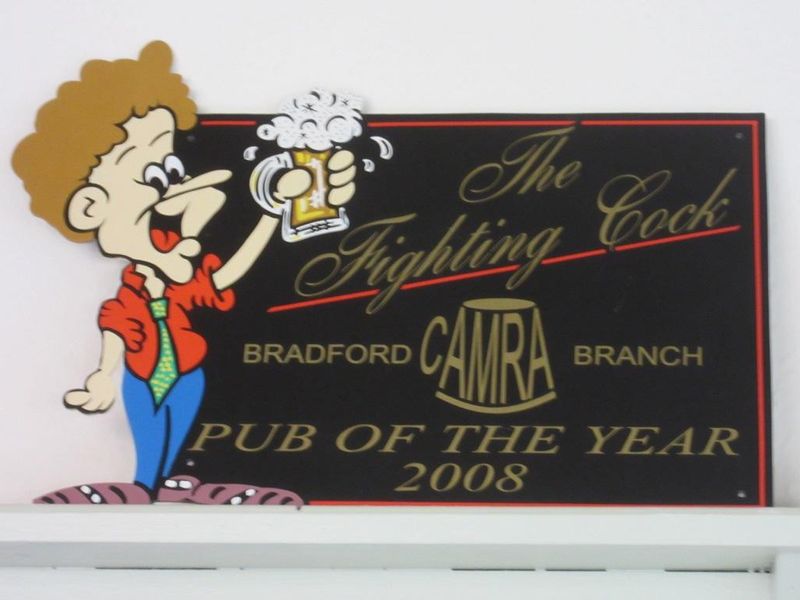 The
Fighting Cock
BRADFORD CAMRA BRANCH
PUB OF THE YEAR
2008